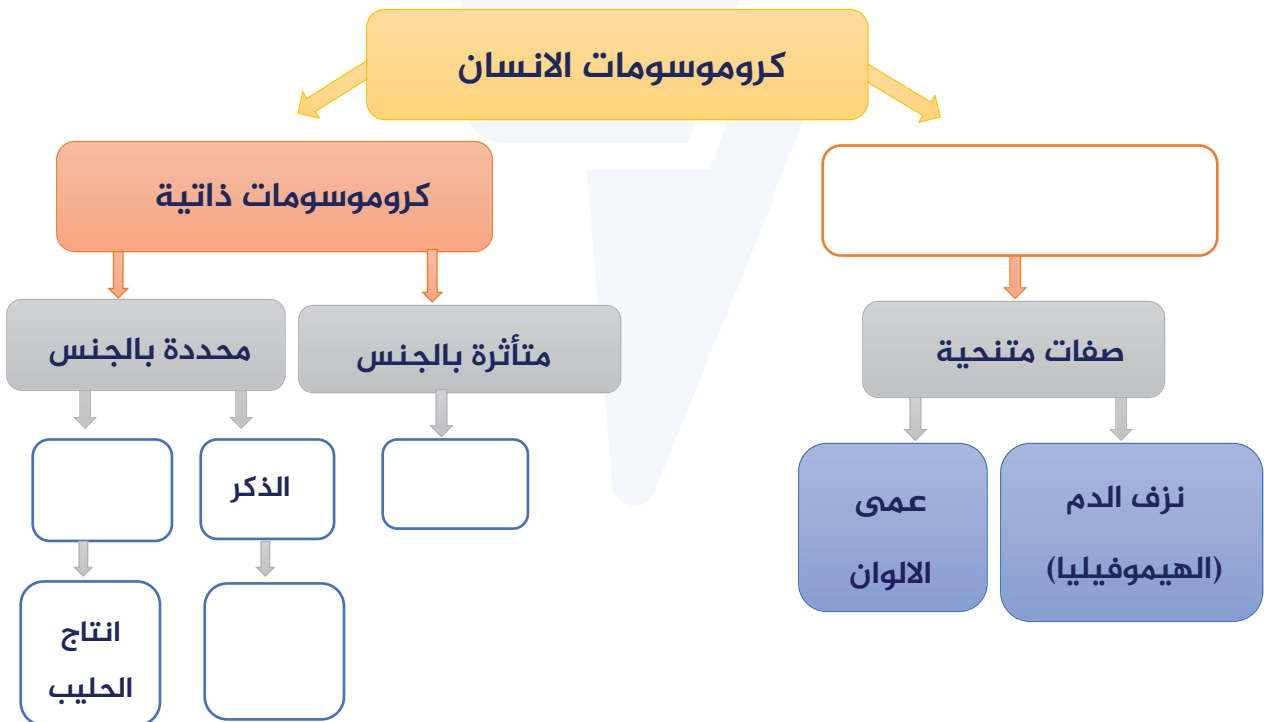 كروموسومات الانسان
كروموسومات ذاتية
صفات متنحية
متأثرة بالجنس
محددة بالجنس
نزف الدم
(الهيموفيليا)
عمى
الالوان
الذكر
انتاج
الحليب